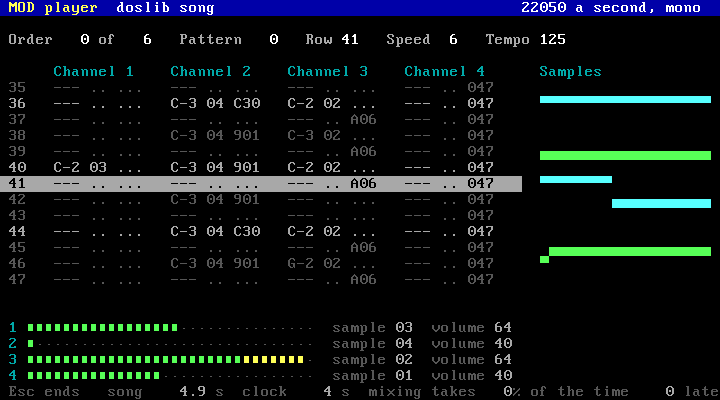 MOD player  doslib song                                   22050 a second, mono
Order   0 of   6   Pattern   0   Row 41   Speed  6   Tempo 125
Channel 1    Channel 2    Channel 3    Channel 4    Samples
35   --- .. ...   --- .. ...   --- .. ...   --- .. 047
36   --- .. ...   C-3 04 C30   C-2 02 ...   --- .. 047
37   --- .. ...   --- .. ...   --- .. A06   --- .. 047
38   --- .. ...   C-3 04 901   C-3 02 ...   --- .. 047
39   --- .. ...   --- .. ...   --- .. A06   --- .. 047
40   C-2 03 ...   C-3 04 901   C-2 02 ...   --- .. 047
41   --- .. ...   --- .. ...   --- .. A06   --- .. 047
42   --- .. ...   C-3 04 901   --- .. ...   --- .. 047
43   --- .. ...   --- .. ...   --- .. ...   --- .. 047
44   --- .. ...   C-3 04 C30   C-2 02 ...   --- .. 047
45   --- .. ...   --- .. ...   --- .. A06   --- .. 047
46   --- .. ...   C-3 04 901   G-2 02 ...   --- .. 047
47   --- .. ...   --- .. ...   --- .. A06   --- .. 047
1   sample 03  volume 64
2   sample 04  volume 40
3   sample 02  volume 64
4   sample 01  volume 40
Esc ends   song    4.9 s  clock    4 s  mixing takes   0% of the time    0 late